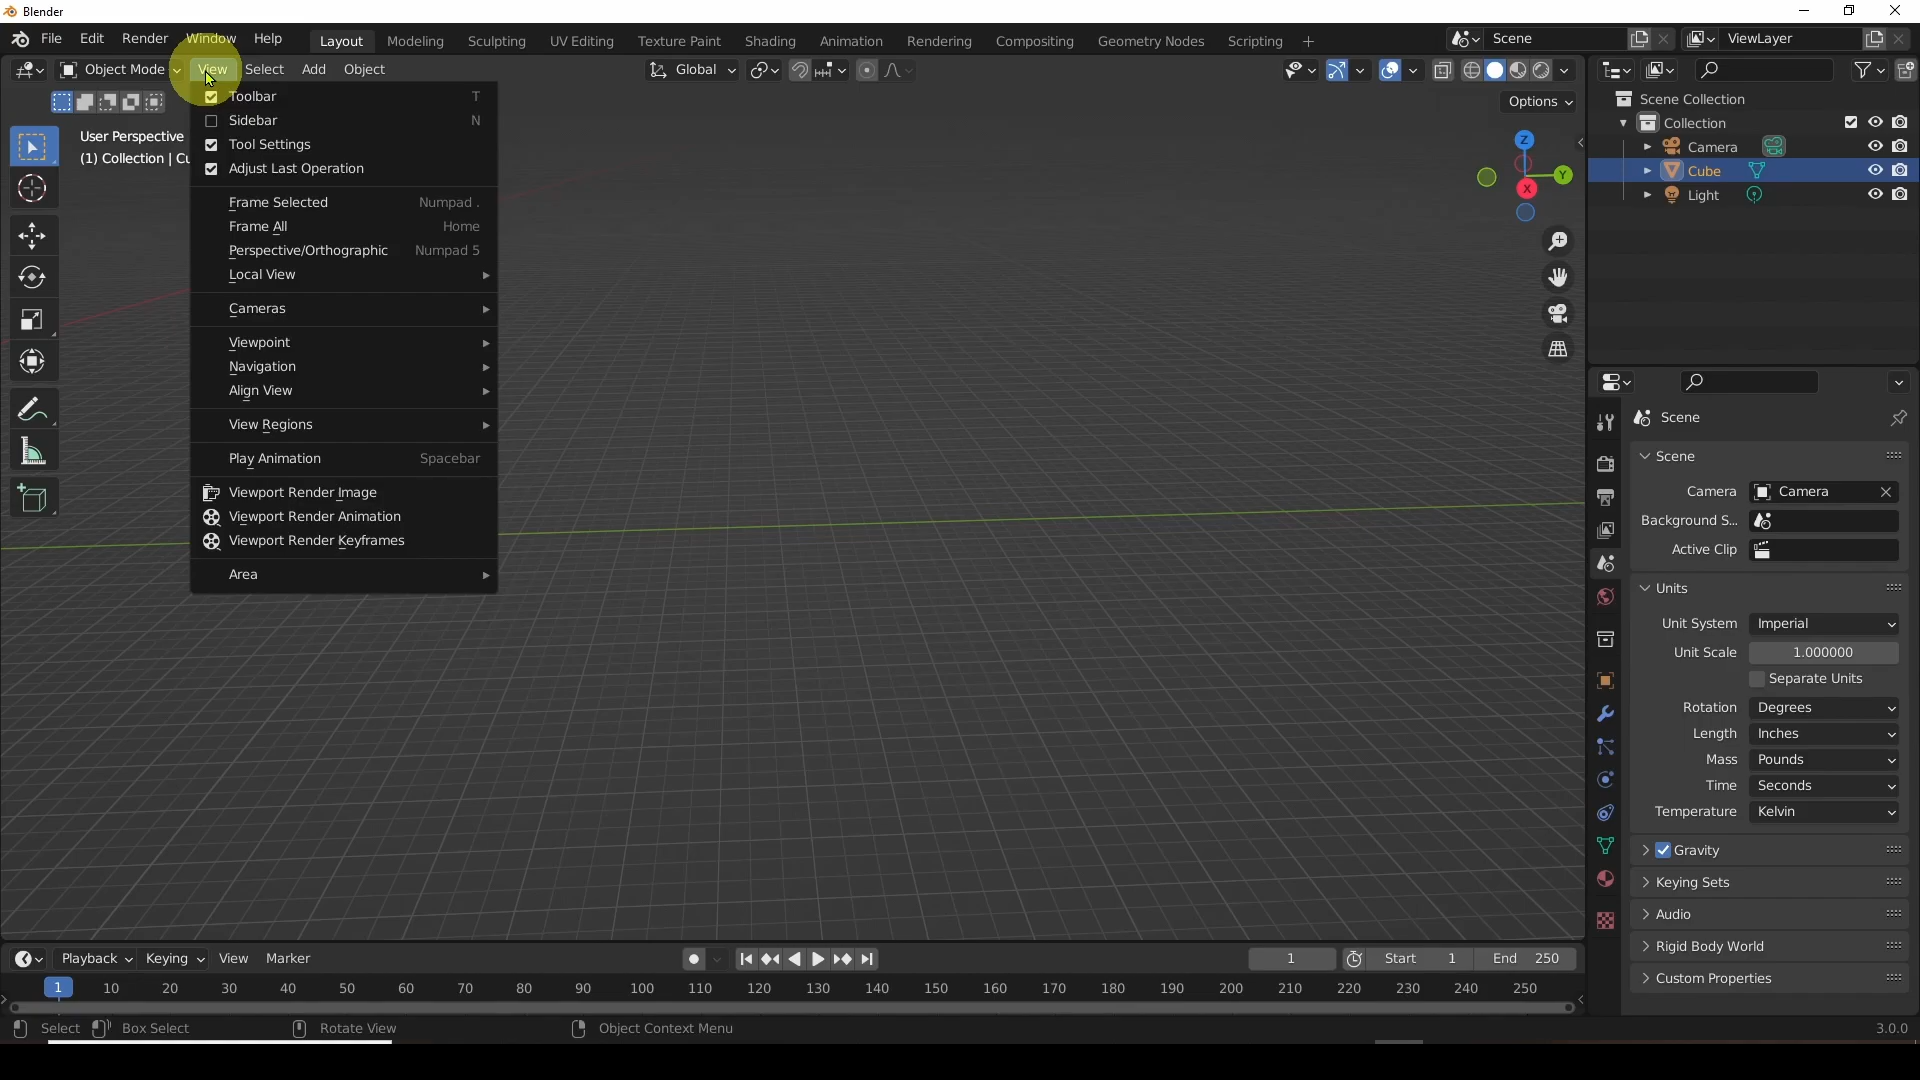 Blender
File Edit Render Window Help Layout Modeling Sculpting UV Editing Texture Paint Shading Animation Rendering Compositing Geometry Nodes Scripting + Scene ViewLayer
Object Mode View Select Add Object Global
Options
User Perspective
(1) Collection | Cu
Toolbar T
Sidebar N
Tool Settings
Adjust Last Operation
Frame Selected Numpad .
Frame All Home
Perspective/Orthographic Numpad 5
Local View
Cameras
Viewpoint
Navigation
Align View
View Regions
Play Animation Spacebar
Viewport Render Image
Viewport Render Animation
Viewport Render Keyframes
Area
Z
Y
X
Scene Collection
Collection
Camera
Cube
Light
Scene
Scene
Camera Camera
Background S...
Active Clip
Units
Unit System Imperial
Unit Scale 1.000000
Separate Units
Rotation Degrees
Length Inches
Mass Pounds
Time Seconds
Temperature Kelvin
Gravity
Keying Sets
Audio
Rigid Body World
Custom Properties
Playback Keying View Marker 1 Start 1 End 250
1 10 20 30 40 50 60 70 80 90 100 110 120 130 140 150 160 170 180 190 200 210 220 230 240 250
Select Box Select Rotate View Object Context Menu 3.0.0